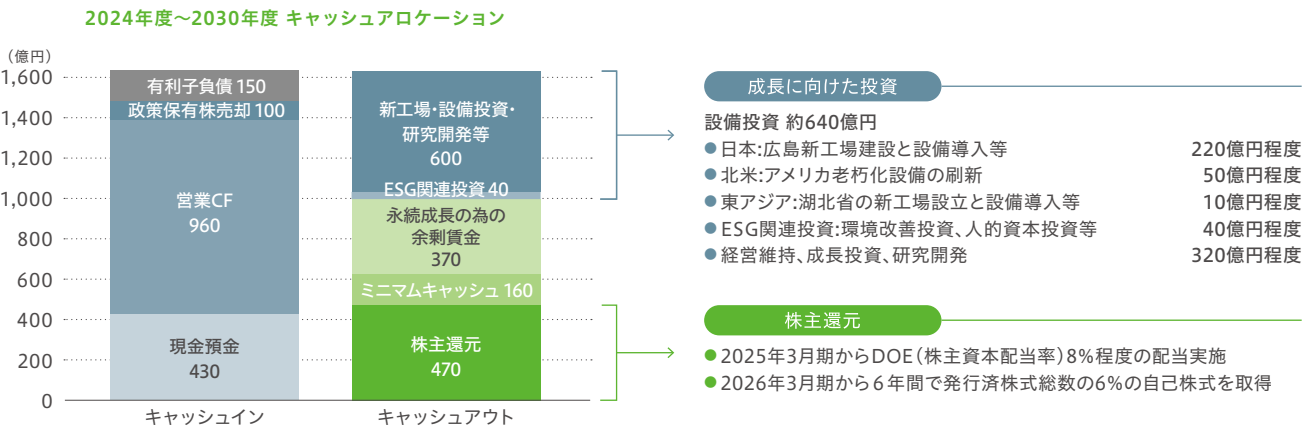 2024年度～2030年度 キャッシュアロケーション
（億円）
1,600
1,400
1,200
1,000
800
600
400
200
0
有利子負債 150
政策保有株売却 100
営業CF
960
現金預金
430
キャッシュイン
新工場・設備投資・
研究開発等
600
ESG関連投資 40
永続成長の為の
余剰賃金
370
ミニマムキャッシュ 160
株主還元
470
キャッシュアウト
成長に向けた投資
設備投資 約640億円
●日本：広島新工場建設と設備導入等 220億円程度
●北米：アメリカ老朽化設備の刷新 50億円程度
●東アジア：湖北省の新工場設立と設備導入等 10億円程度
●ESG関連投資：環境改善投資、人的資本投資等 40億円程度
●経営維持、成長投資、研究開発 320億円程度
株主還元
●2025年3月期からDOE（株主資本配当率）8%程度の配当実施
●2026年3月期から６年間で発行済株式総数の6%の自己株式を取得